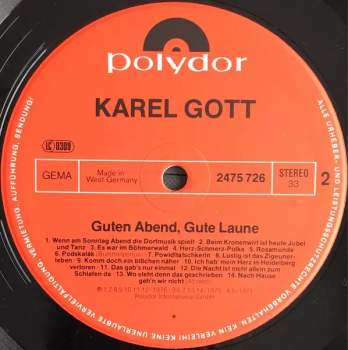 polydor
KAREL GOTT
LC 0309
GEMA
Made in
West Germany
2475 726
STEREO
33
2
Guten Abend, Gute Laune
1. Wenn am Sonntag Abend die Dorfmusik spielt · 2. Beim Kronenwirt ist heute Jubel
und Tanz · 3. Es war im Böhmerwald · 4. Herz-Schmerz-Polka · 5. Rosamunde
6. Podskalák · 7. Powidltatschkerln · 8. Lustig ist das Zigeuner-
leben · 9. Komm doch ein bißchen näher · 10. Ich hab mein Herz in Heidelberg
verloren · 11. Das gab's nur einmal · 12. Die Nacht ist nicht allein zum
Schlafen da · 13. Wo steht denn das geschrieben · 14. Nach Hause
geh'n wir nicht
Polydor International GmbH
ALLE URHEBER- UND LEISTUNGSSCHUTZRECHTE VORBEHALTEN. KEIN VERLEIH! KEINE UNERLAUBTE VERVIELFÄLTIGUNG, VERMIETUNG, AUFFÜHRUNG, SENDUNG!